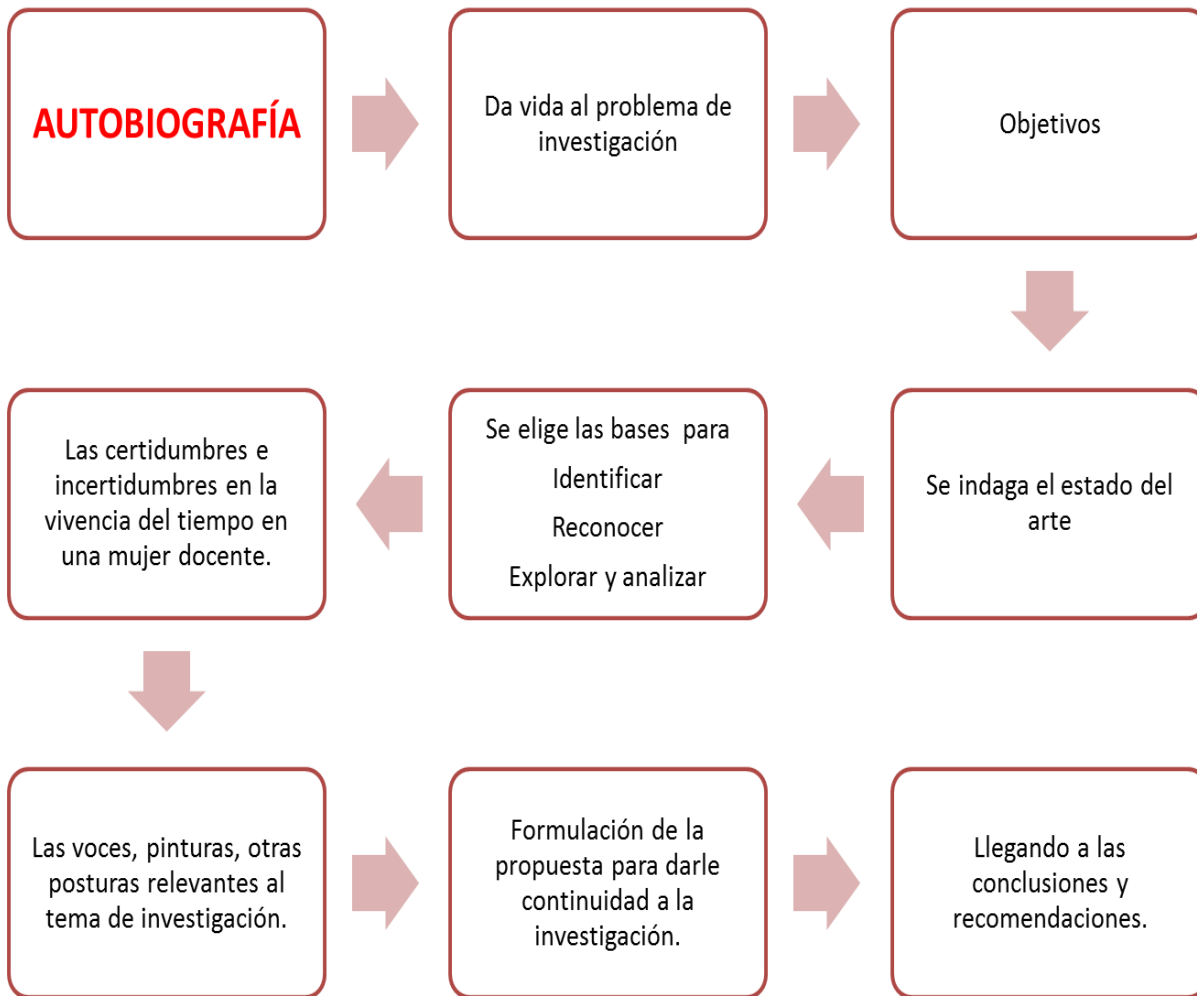 AUTOBIOGRAFÍA
Da vida al problema de
investigación
Objetivos
Se indaga el estado del
arte
Se elige las bases para
Identificar
Reconocer
Explorar y analizar
Las certidumbres e
incertidumbres en la
vivencia del tiempo en
una mujer docente.
Las voces, pinturas, otras
posturas relevantes al
tema de investigación.
Formulación de la
propuesta para darle
continuidad a la
investigación.
Llegando a las
conclusiones y
recomendaciones.